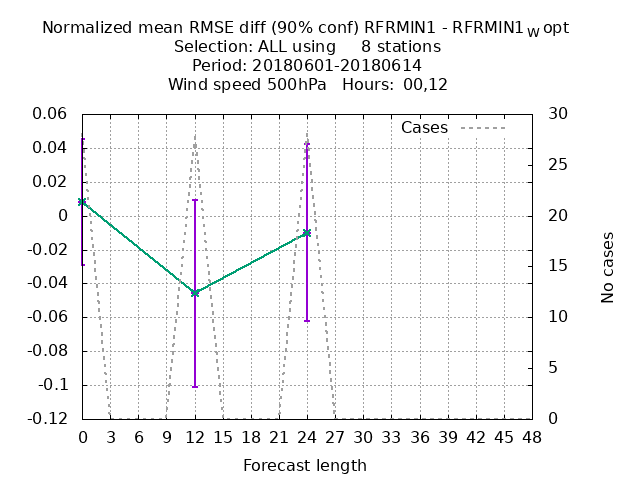 Normalized mean RMSE diff (90% conf) RFRMIN1 - RFRMIN1W opt
Selection: ALL using 8 stations
Period: 20180601-20180614
Wind speed 500hPa Hours: 00,12
Cases
0.06
0.04
0.02
0
-0.02
-0.04
-0.06
-0.08
-0.1
-0.12
30
25
20
15
10
5
0
No cases
0 3 6 9 12 15 18 21 24 27 30 33 36 39 42 45 48
Forecast length